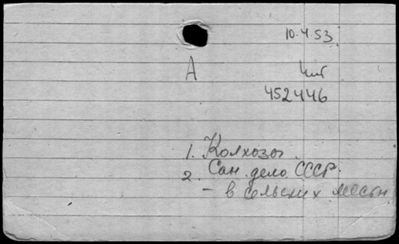 10.4.53.
А
452446
1. Колхозы
2. Сан. дело СССР.
- в сельских местн